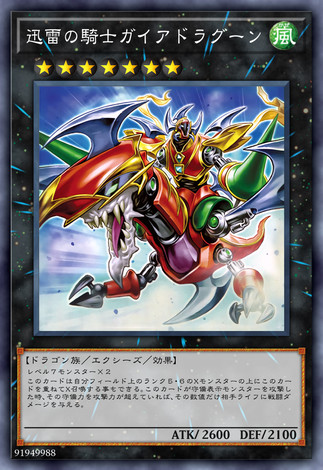 迅雷の騎士ガイアドラグーン
風
【ドラゴン族／エクシーズ／効果】
レベル７モンスター×２
このカードは自分フィールド上のランク５・６のXモンスターの上にこのカー
ドを重ねてX召喚する事もできる。このカードが守備表示モンスターを攻撃し
た時、その守備力を攻撃力が超えていれば、その数値だけ相手ライフに戦闘ダ
メージを与える。
ATK/ 2600 DEF/ 2100
91949988